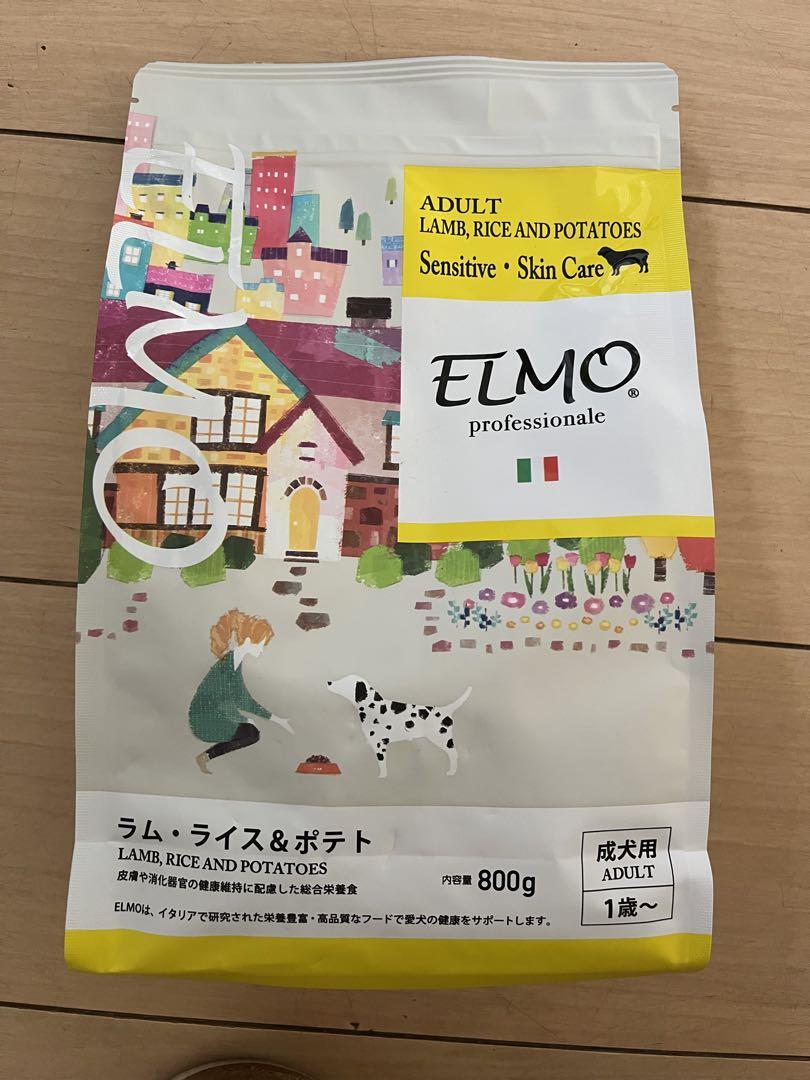 ELMO
ADULT
LAMB, RICE AND POTATOES
Sensitive・Skin Care
ELMO®
professionale
ラム・ライス&ポテト
LAMB, RICE AND POTATOES
皮膚や消化器官の健康維持に配慮した総合栄養食
内容量 800g
成犬用
ADULT
1歳〜
ELMOは、イタリアで研究された栄養豊富・高品質なフードで愛犬の健康をサポートします。